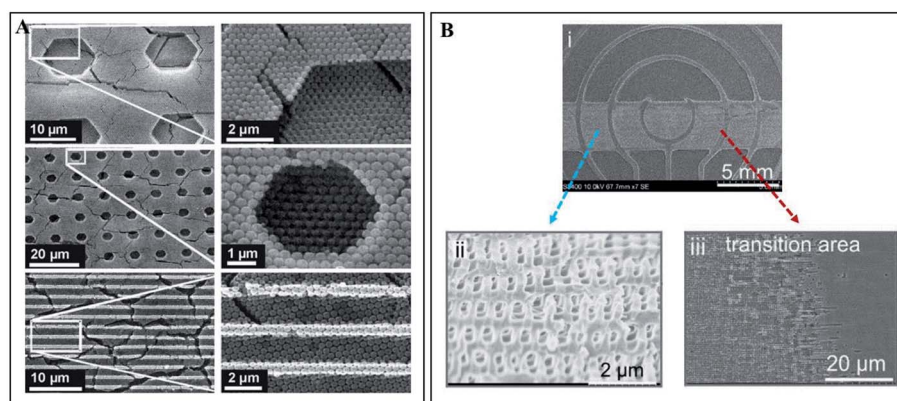 A
10 µm
2 µm
20 µm
1 µm
10 µm
2 µm
B
i
5 mm
ii
2 µm
iii
transition area
20 µm